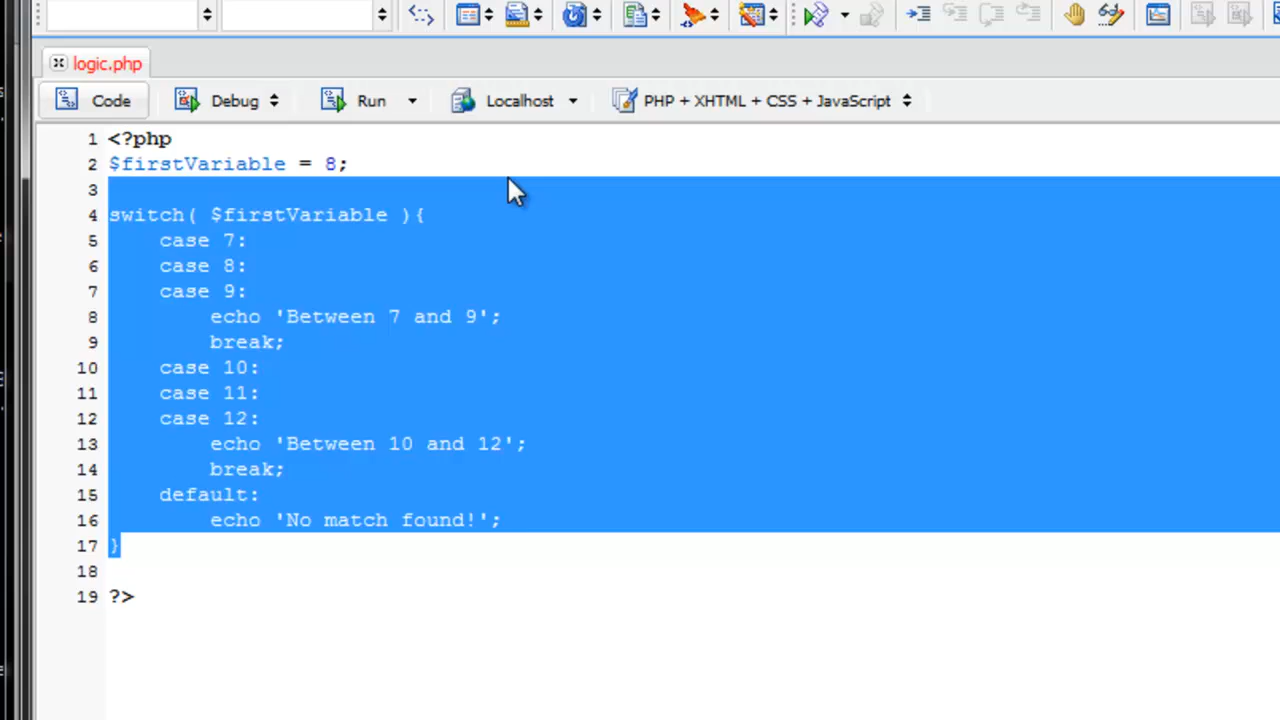 logic.php
Code Debug Run Localhost PHP + XHTML + CSS + JavaScript
1 <?php
2 $firstVariable = 8;
3
4 switch( $firstVariable ){
5     case 7:
6     case 8:
7     case 9:
8         echo 'Between 7 and 9';
9         break;
10     case 10:
11     case 11:
12     case 12:
13         echo 'Between 10 and 12';
14         break;
15     default:
16         echo 'No match found!';
17 }
18
19 ?>